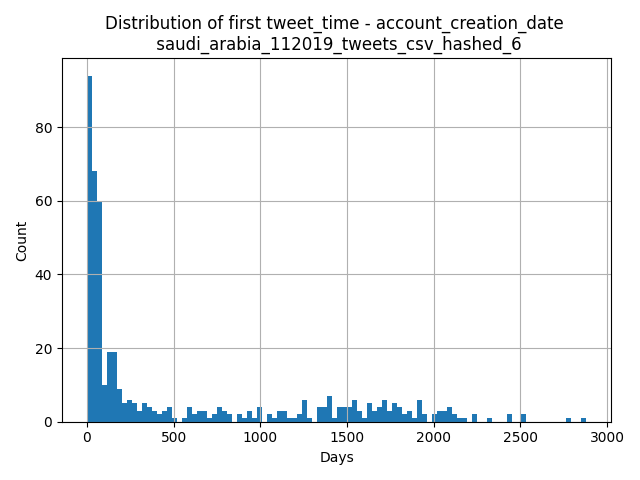 Distribution of first tweet_time - account_creation_date
saudi_arabia_112019_tweets_csv_hashed_6
Count
80
60
40
20
0
0 500 1000 1500 2000 2500 3000
Days